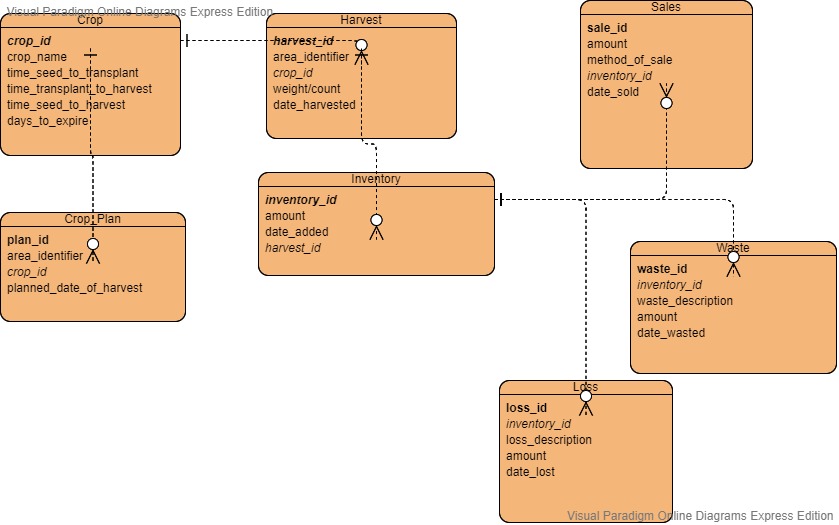 Visual Paradigm Online Diagrams Express Edition
Crop
crop_id
crop_name
time_seed_to_transplant
time_transplant_to_harvest
time_seed_to_harvest
days_to_expire
Harvest
harvest_id
area_identifier
crop_id
weight/count
date_harvested
Sales
sale_id
amount
method_of_sale
inventory_id
date_sold
Inventory
inventory_id
amount
date_added
harvest_id
Crop_Plan
plan_id
area_identifier
crop_id
planned_date_of_harvest
Waste
waste_id
inventory_id
waste_description
amount
date_wasted
Loss
loss_id
inventory_id
loss_description
amount
date_lost
Visual Paradigm Online Diagrams Express Edition